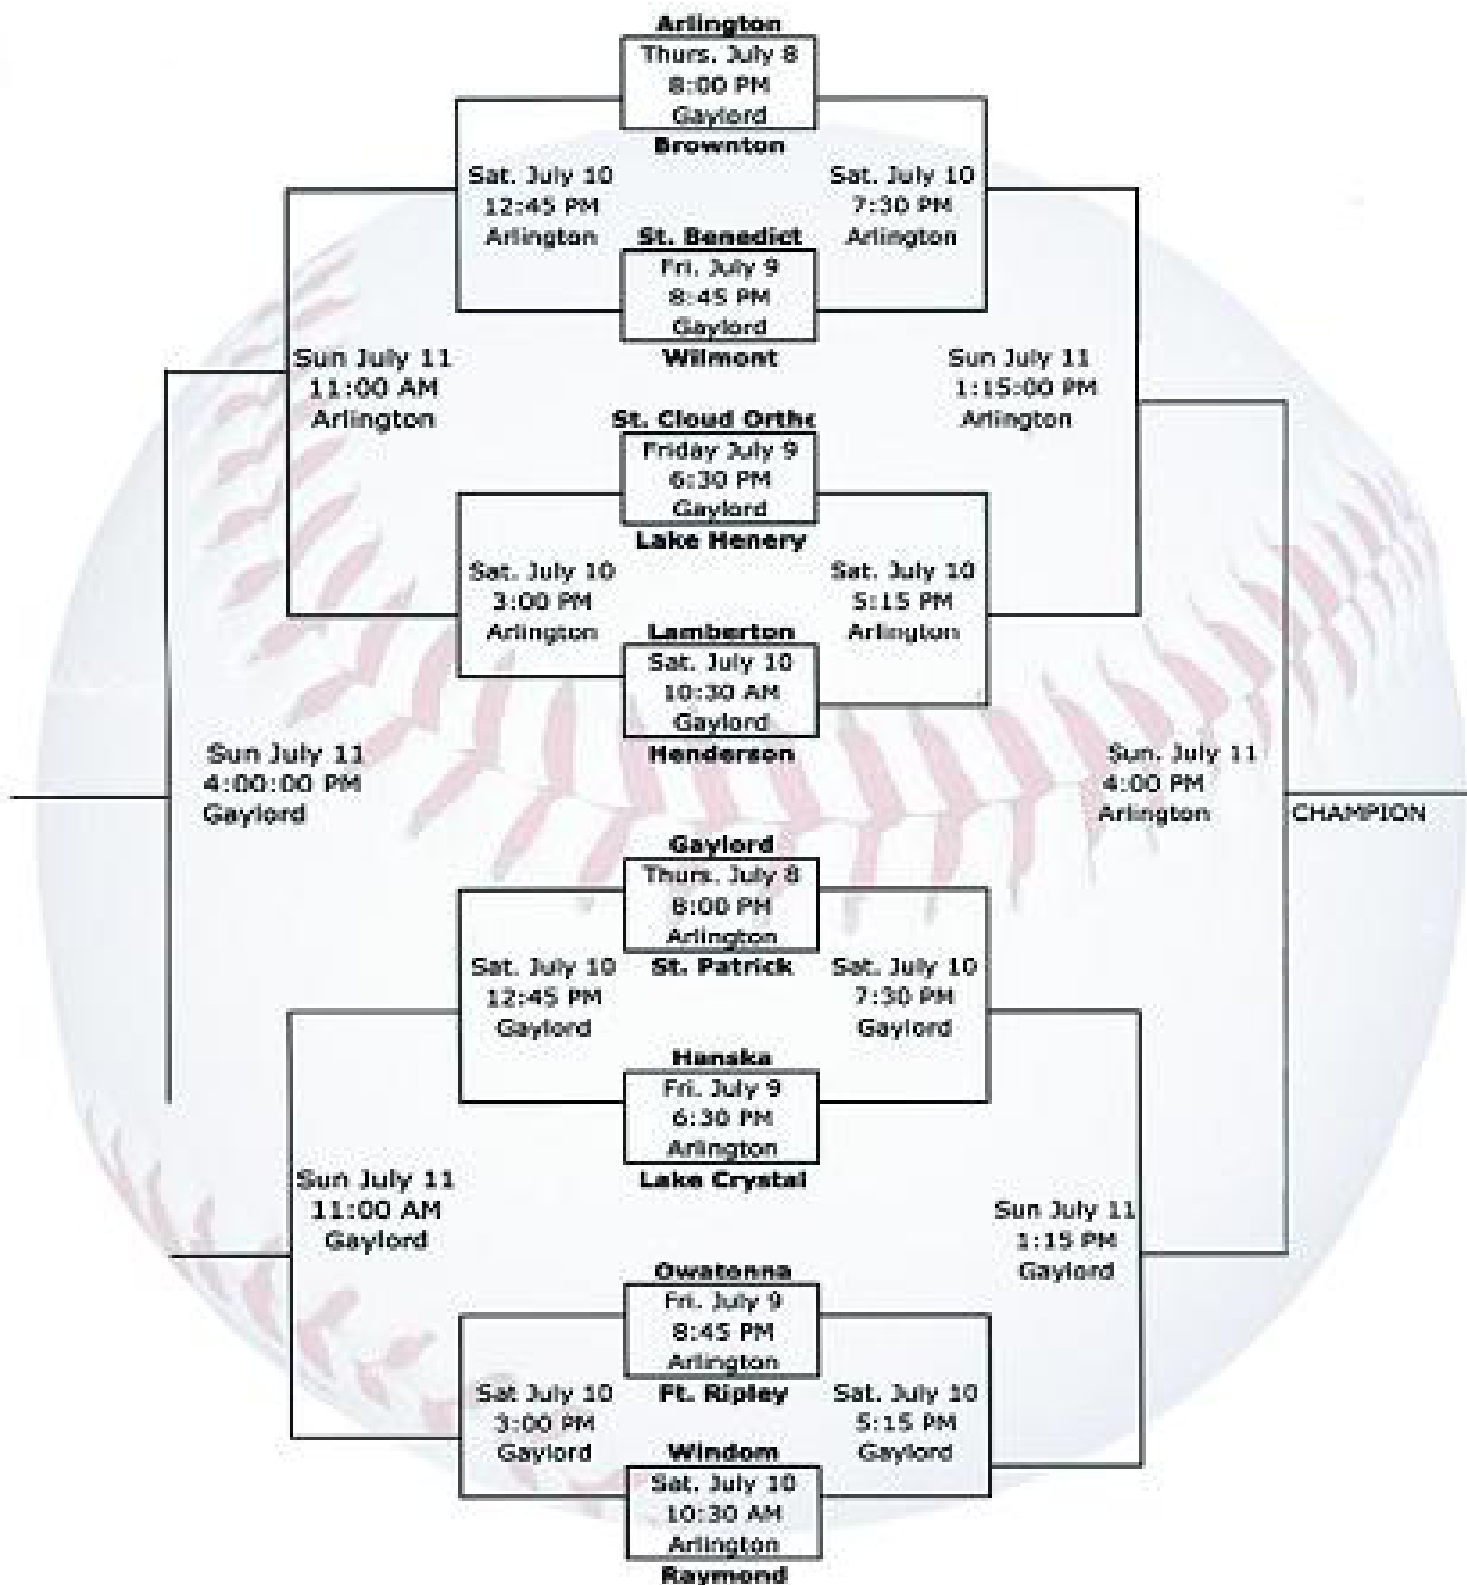 Arlington
Thurs. July 8
8:00 PM
Gaylord
Brownton
Sat. July 10
12:45 PM
Arlington
Sat. July 10
7:30 PM
Arlington
St. Benedict
Fri. July 9
8:45 PM
Gaylord
Wilmont
Sun July 11
11:00 AM
Arlington
Sun July 11
1:15:00 PM
Arlington
St. Cloud Ortho
Friday July 9
6:30 PM
Gaylord
Lake Henery
Sat. July 10
3:00 PM
Arlington
Sat. July 10
5:15 PM
Arlington
Lamberton
Sat. July 10
10:30 AM
Gaylord
Henderson
Sun July 11
4:00:00 PM
Gaylord
Sun. July 11
4:00 PM
Arlington
CHAMPION
Gaylord
Thurs. July 8
8:00 PM
Arlington
St. Patrick
Sat. July 10
12:45 PM
Gaylord
Sat. July 10
7:30 PM
Gaylord
Hanska
Fri. July 9
6:30 PM
Arlington
Lake Crystal
Sun July 11
11:00 AM
Gaylord
Sun July 11
1:15 PM
Gaylord
Owatonna
Fri. July 9
8:45 PM
Arlington
Ft. Ripley
Sat July 10
3:00 PM
Gaylord
Sat. July 10
5:15 PM
Gaylord
Windom
Sat. July 10
10:30 AM
Arlington
Raymond